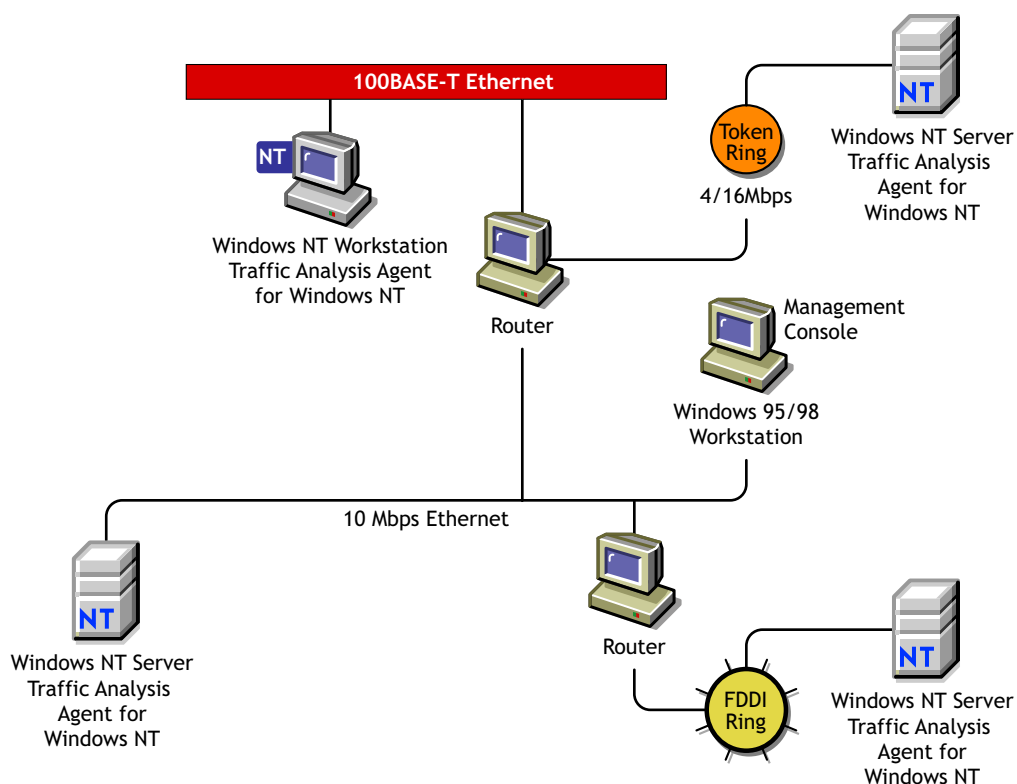 100BASE-T Ethernet
NT
Windows NT Workstation
Traffic Analysis Agent
for Windows NT
Router
Token
Ring
4/16Mbps
NT
Windows NT Server
Traffic Analysis
Agent for
Windows NT
Management
Console
Windows 95/98
Workstation
10 Mbps Ethernet
NT
Windows NT Server
Traffic Analysis
Agent for
Windows NT
Router
FDDI
Ring
NT
Windows NT Server
Traffic Analysis
Agent for
Windows NT